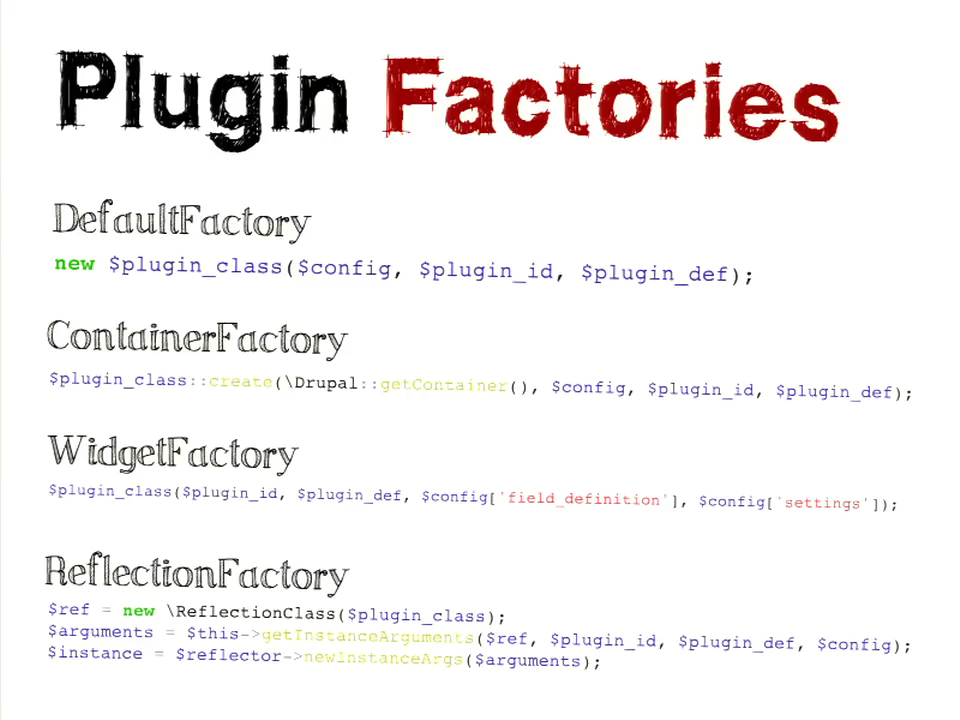 Plugin Factories
DefaultFactory
new $plugin_class($config, $plugin_id, $plugin_def);
ContainerFactory
$plugin_class::create(\Drupal::getContainer(), $config, $plugin_id, $plugin_def);
WidgetFactory
$plugin_class($plugin_id, $plugin_def, $config['field_definition'], $config['settings']);
ReflectionFactory
$ref = new \ReflectionClass($plugin_class);
$arguments = $this->getInstanceArguments($ref, $plugin_id, $plugin_def, $config);
$instance = $reflector->newInstanceArgs($arguments);